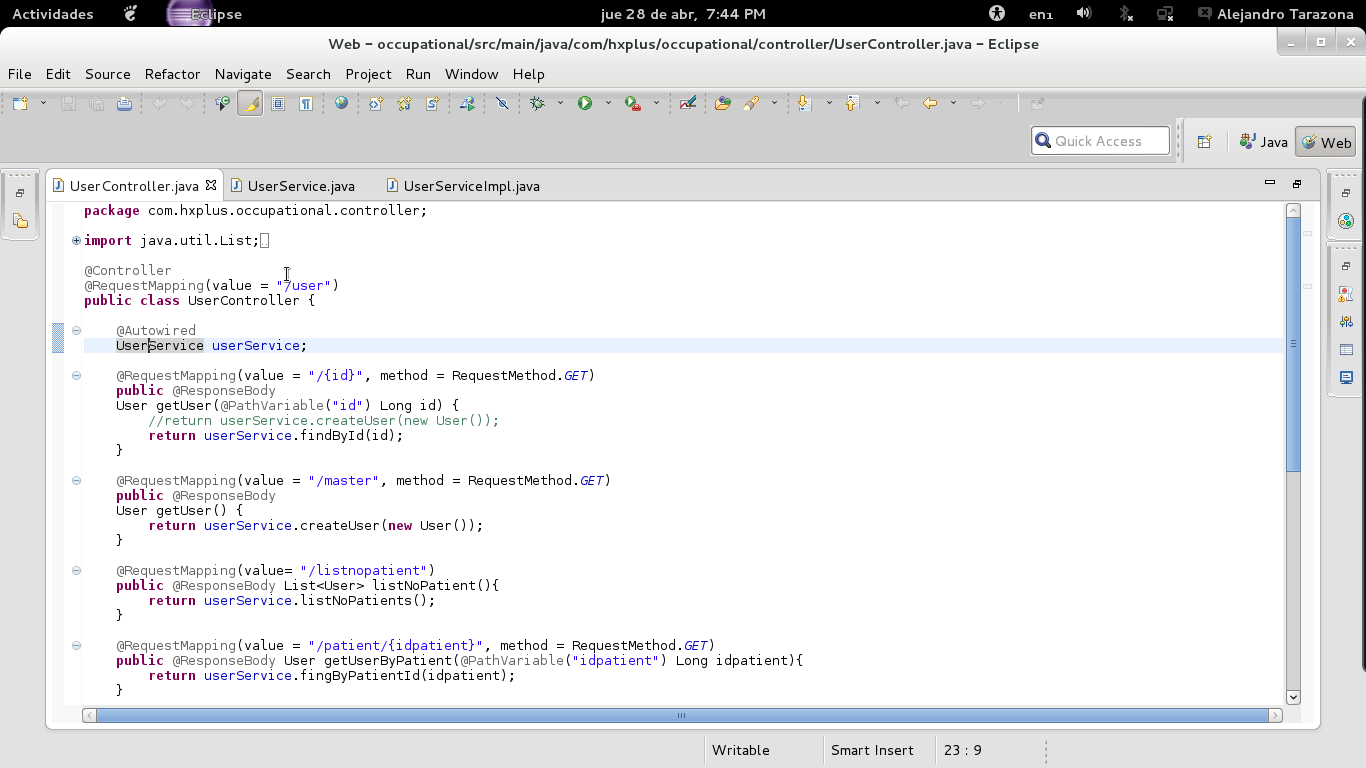 Actividades Eclipse jue 28 de abr, 7:44 PM en₁ Alejandro Tarazona
Web – occupational/src/main/java/com/hxplus/occupational/controller/UserController.java – Eclipse
File Edit Source Refactor Navigate Search Project Run Window Help
Quick Access Java Web
UserController.java UserService.java UserServiceImpl.java
package com.hxplus.occupational.controller;
import java.util.List;
@Controller
@RequestMapping(value = "/user")
public class UserController {
@Autowired
UserService userService;
@RequestMapping(value = "/{id}", method = RequestMethod.GET)
public @ResponseBody
User getUser(@PathVariable("id") Long id) {
//return userService.createUser(new User());
return userService.findById(id);
}
@RequestMapping(value = "/master", method = RequestMethod.GET)
public @ResponseBody
User getUser() {
return userService.createUser(new User());
}
@RequestMapping(value= "/listnopatient")
public @ResponseBody List<User> listNoPatient(){
return userService.listNoPatients();
}
@RequestMapping(value = "/patient/{idpatient}", method = RequestMethod.GET)
public @ResponseBody User getUserByPatient(@PathVariable("idpatient") Long idpatient){
return userService.fingByPatientId(idpatient);
}
Writable Smart Insert 23 : 9